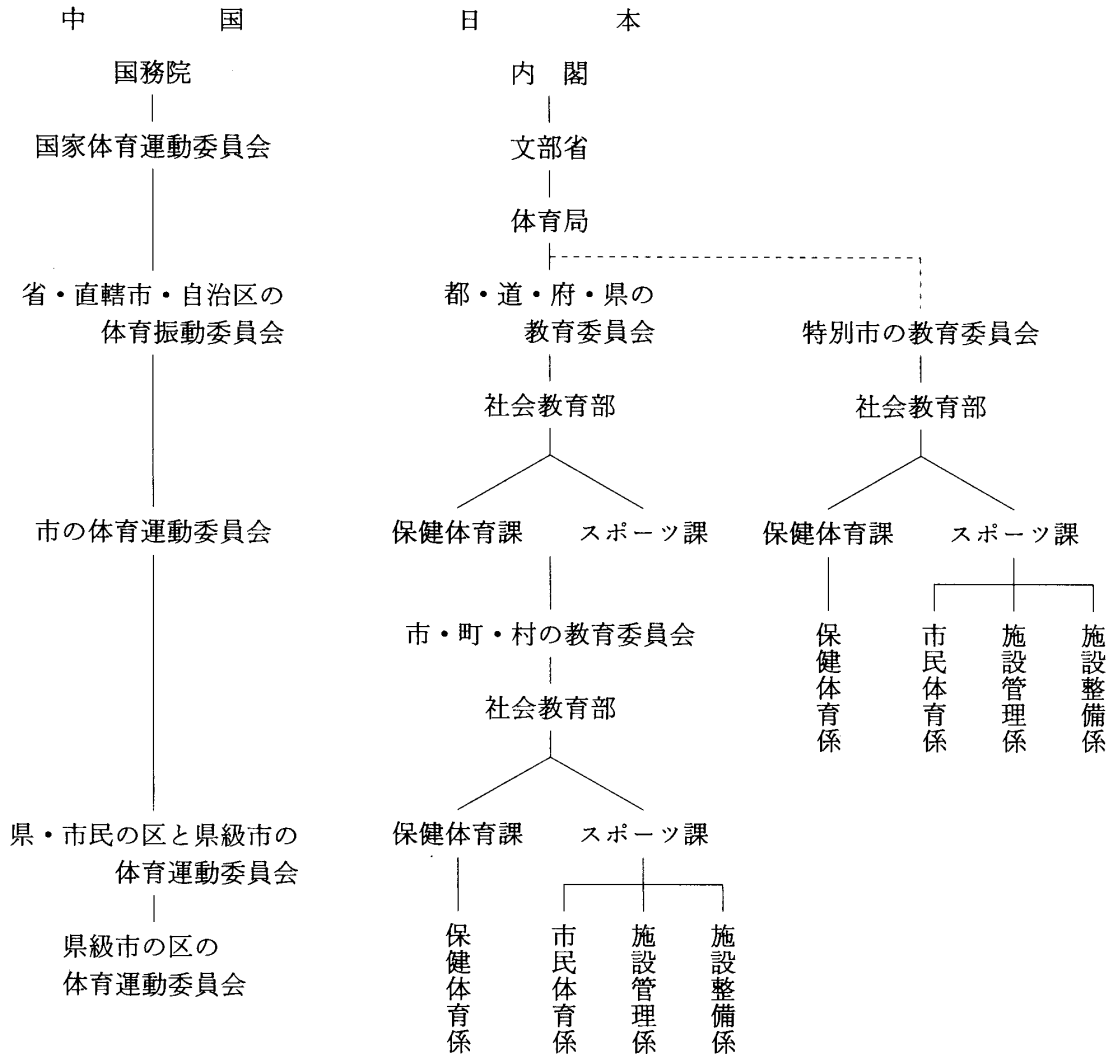 中国
日本
国務院
内閣
国家体育運動委員会
文部省
体育局
省・直轄市・自治区の
体育振動委員会
都・道・府・県の
教育委員会
特別市の教育委員会
社会教育部
社会教育部
市の体育運動委員会
保健体育課
スポーツ課
保健体育課
スポーツ課
市・町・村の教育委員会
保健体育係
市民体育係
施設管理係
施設整備係
社会教育部
県・市民の区と県級市の
体育運動委員会
保健体育課
スポーツ課
県級市の区の
体育運動委員会
保健体育係
市民体育係
施設管理係
施設整備係